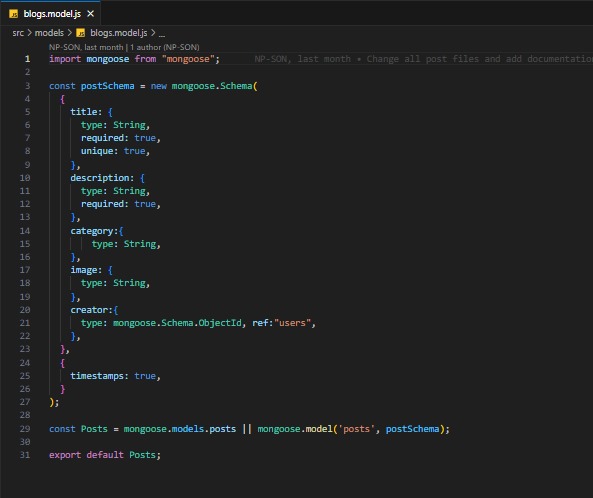 JS blogs.model.js ×
src > models > JS blogs.model.js > ...
NP-SON, last month | 1 author (NP-SON)
1 import mongoose from "mongoose"; NP-SON, last month • Change all post files and add documentatio
2
3 const postSchema = new mongoose.Schema(
4 {
5 title: {
6 type: String,
7 required: true,
8 unique: true,
9 },
10 description: {
11 type: String,
12 required: true,
13 },
14 category:{
15 type: String,
16 },
17 image: {
18 type: String,
19 },
20 creator:{
21 type: mongoose.Schema.ObjectId, ref:"users",
22 },
23 },
24 {
25 timestamps: true,
26 }
27 );
28
29 const Posts = mongoose.models.posts || mongoose.model('posts', postSchema);
30
31 export default Posts;